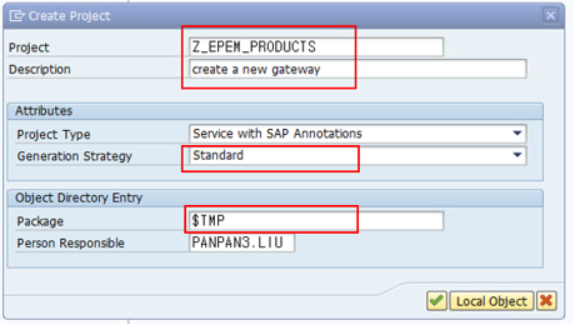 Create Project
Project Z_EPEM_PRODUCTS
Description create a new gateway
Attributes
Project Type Service with SAP Annotations
Generation Strategy Standard
Object Directory Entry
Package $TMP
Person Responsible PANPAN3.LIU
Local Object